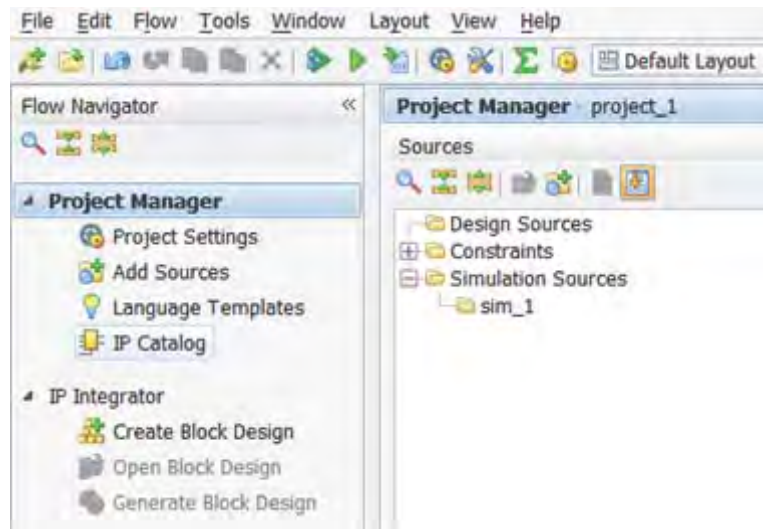 File Edit Flow Tools Window Layout View Help
Default Layout
Flow Navigator «
Project Manager - project_1
Sources
Project Manager
Project Settings
Add Sources
Language Templates
IP Catalog
Design Sources
Constraints
Simulation Sources
sim_1
IP Integrator
Create Block Design
Open Block Design
Generate Block Design